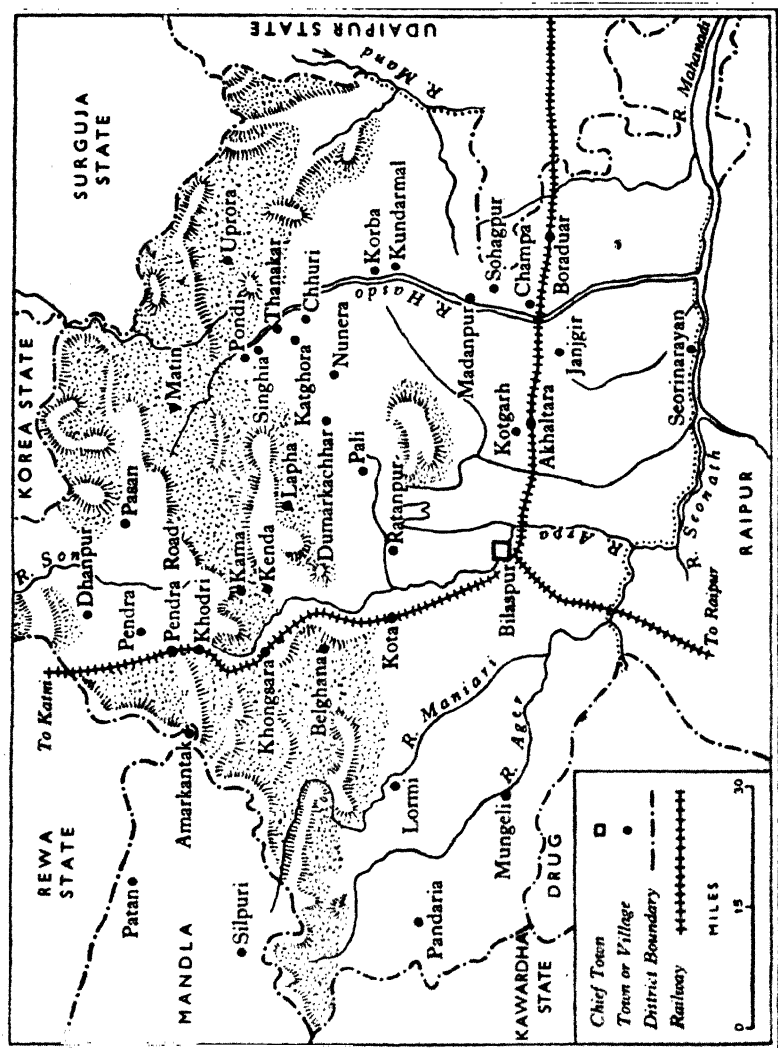 SURGUJA
STATE
UDAIPUR STATE
R. Mand
KOREA STATE
Uprora
Pondi
Thanakar
Chhuri
Korba
Kundarmal
Sohagpur
Champa
Boraduar
R. Mahanadi
R. Hasdo
Matin
Singhia
Katghora
Nunera
Madanpur
Janjgir
Seorinarayan
Pasan
Lapha
Dumarkachhar
Pali
Kotgarh
Akhaltara
R. Son
Dhanpur
Pendra
Pendra Road
Khodri
Kama
Kenda
Ratanpur
R. Arpa
R. Seonath
RAIPUR
To Katni
Khongsara
Belghana
Kota
Bilaspur
To Raipur
Amarkantak
R. Maniari
R. Ager
Lormi
Mungeli
REWA
STATE
Patan
MANDLA
Silpuri
Pandaria
KAWARDHA
STATE
DRUG
Chief Town
Town or Village
District Boundary
Railway
0 15 30
MILES